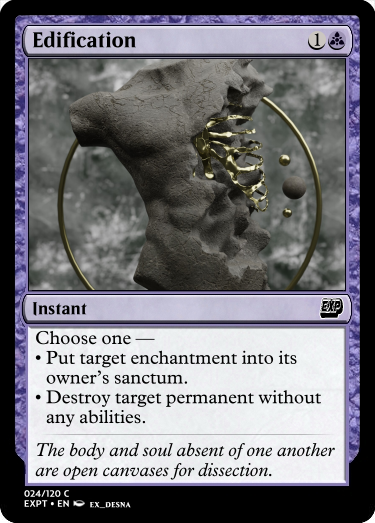 Edification 1
Instant EXP
Choose one —
• Put target enchantment into its
owner's sanctum.
• Destroy target permanent without
any abilities.
The body and soul absent of one another
are open canvases for dissection.
024/120 C
EXPT • EN EX_DESNA